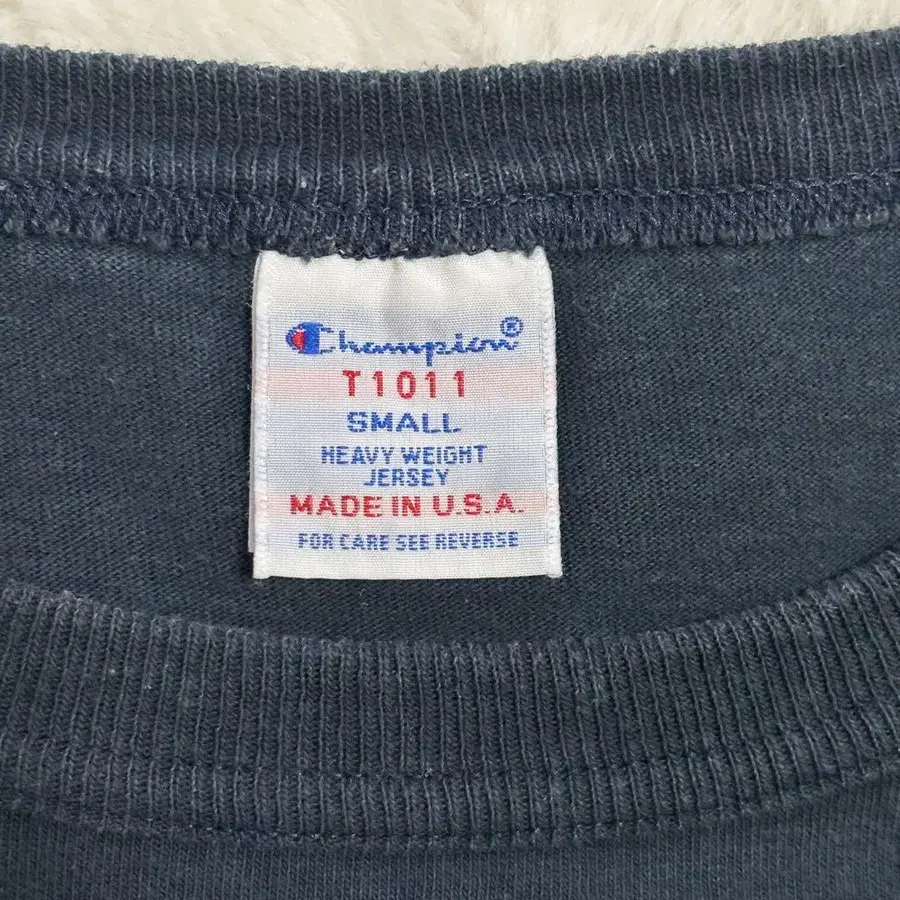 Champion®
T1011
SMALL
HEAVY WEIGHT
JERSEY
MADE IN U.S.A.
FOR CARE SEE REVERSE